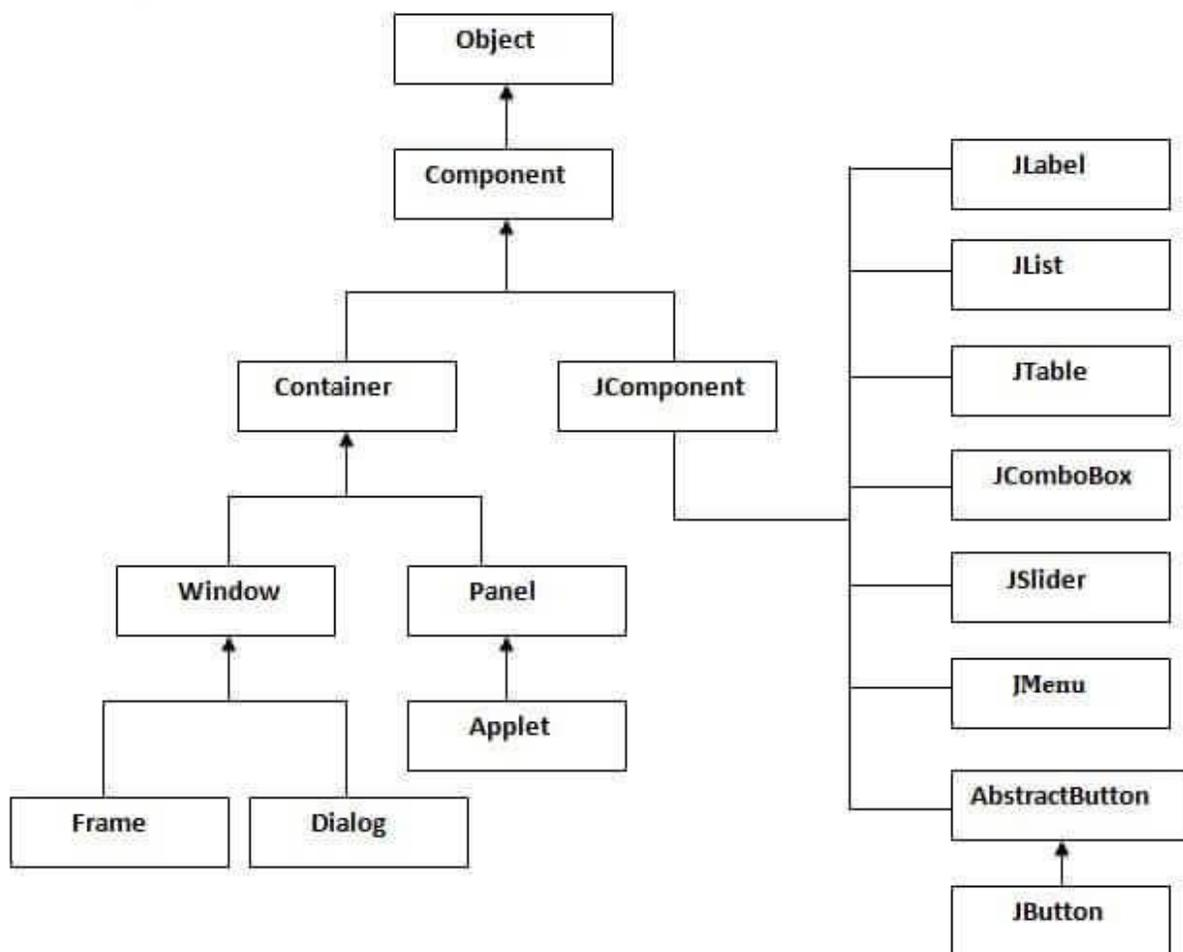 Object
Component
Container
JComponent
Window
Panel
Applet
Frame
Dialog
JLabel
JList
JTable
JComboBox
JSlider
JMenu
AbstractButton
JButton